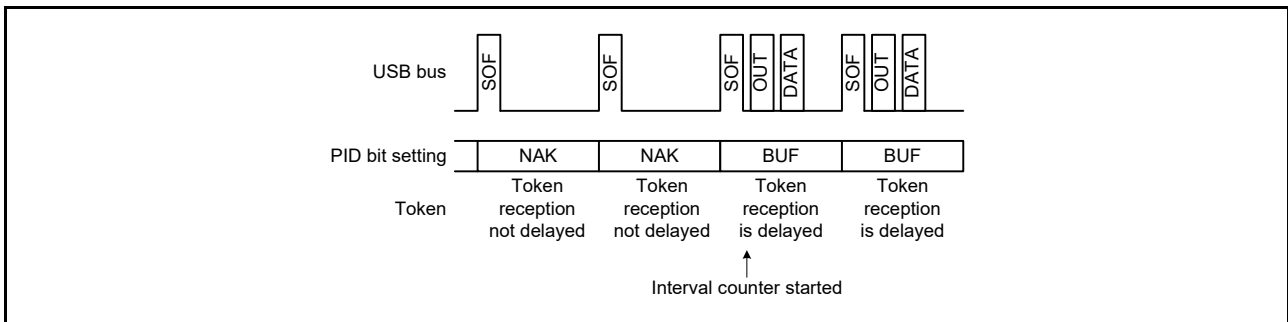 USB bus
SOF
SOF
SOF
OUT
DATA
SOF
OUT
DATA
PID bit setting
NAK
NAK
BUF
BUF
Token
Token
reception
not delayed
Token
reception
not delayed
Token
reception
is delayed
Token
reception
is delayed
Interval counter started